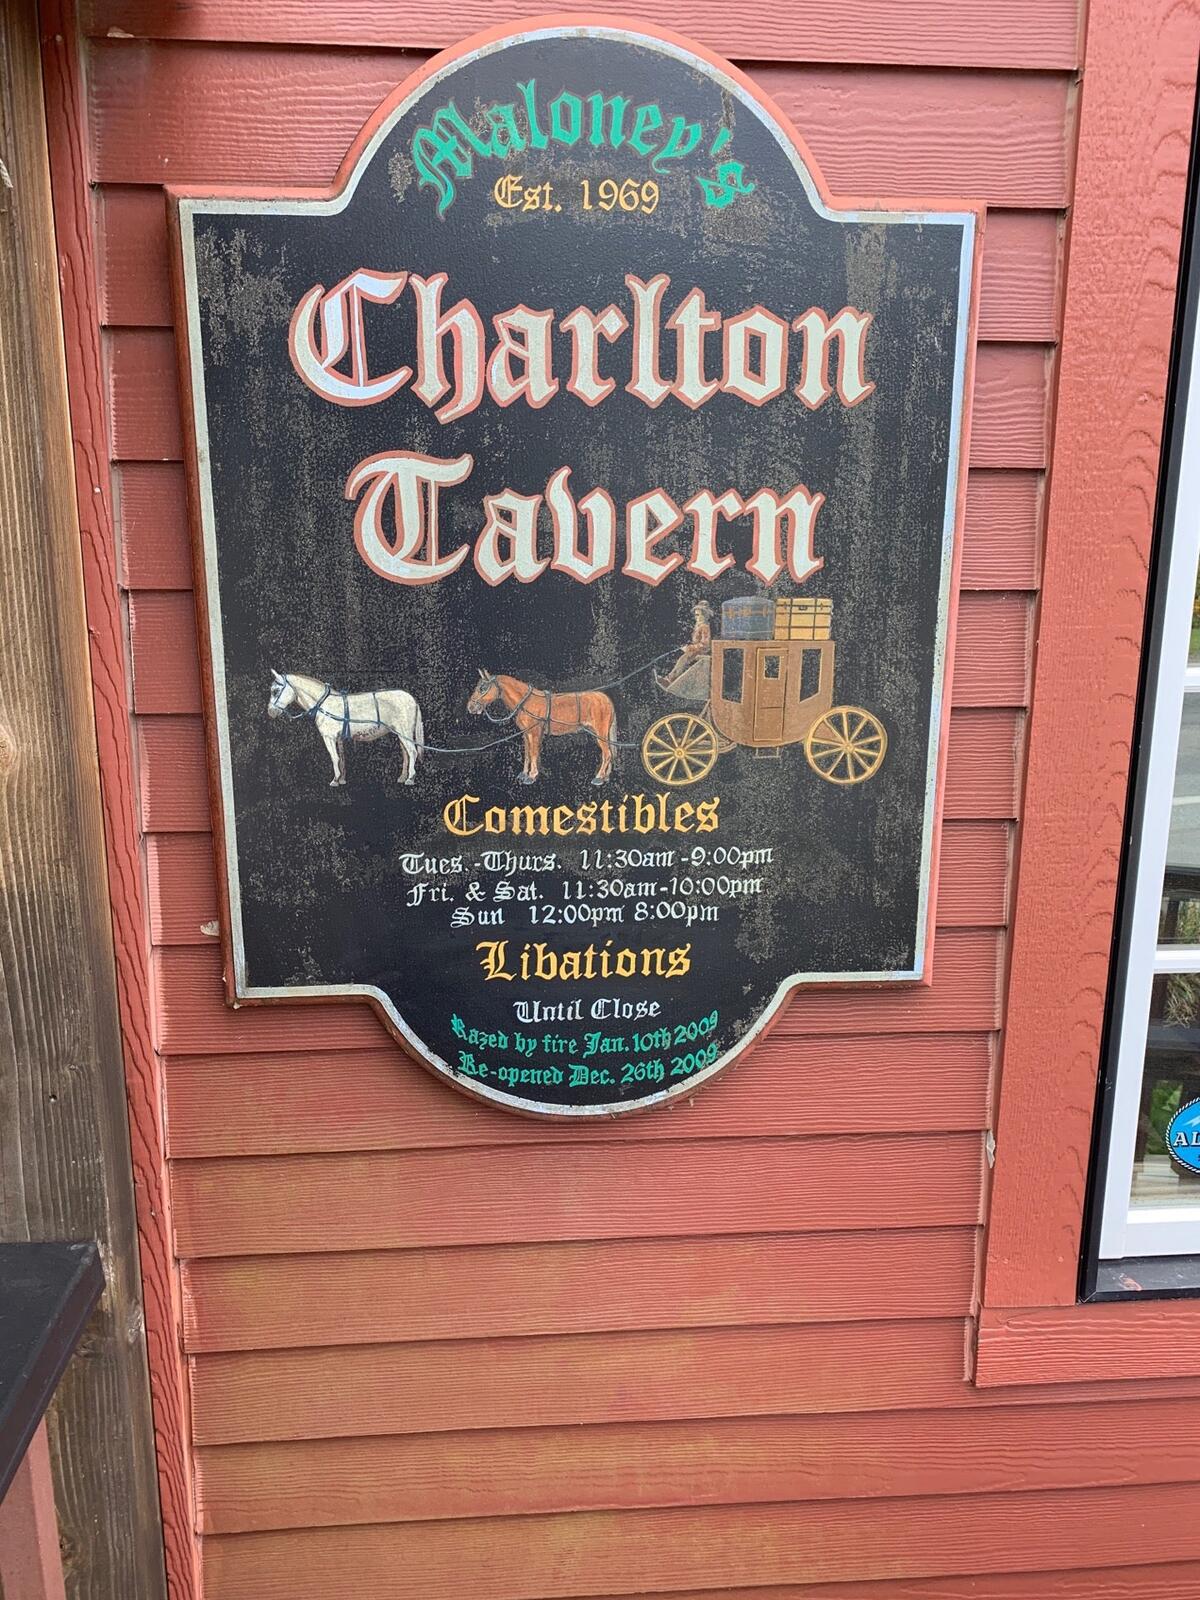 Maloney's
Est. 1969
Charlton
Tavern
Comestibles
Tues.-Thurs. 11:30am-9:00pm
Fri. & Sat. 11:30am-10:00pm
Sun 12:00pm 8:00pm
Libations
Until Close
Razed by fire Jan. 10th 2009
Re-opened Dec. 26th 2009